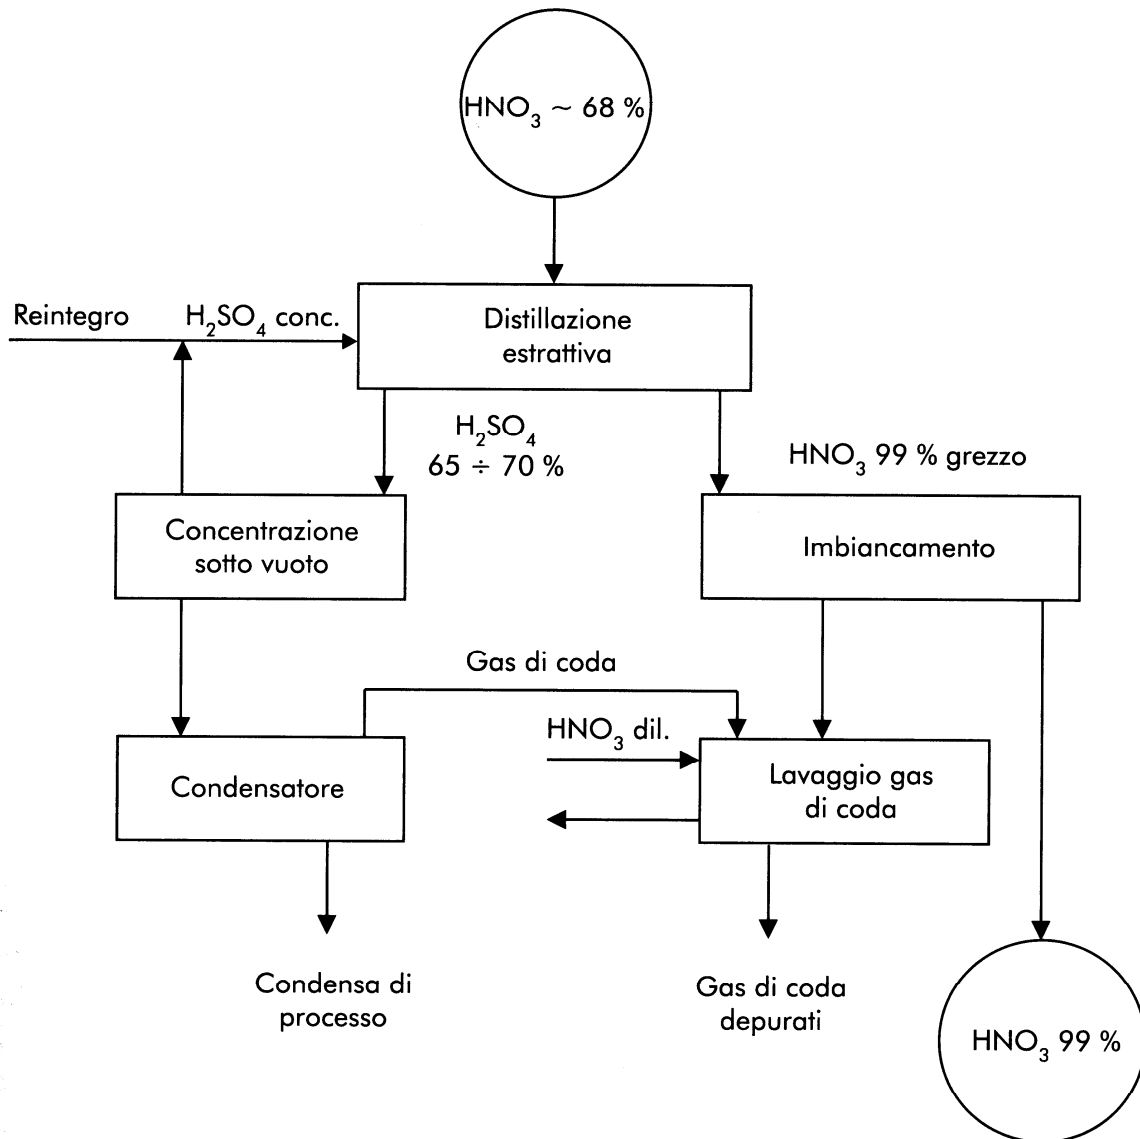 HNO3 ~ 68 %
Reintegro
H2SO4 conc.
Distillazione
estrattiva
H2SO4
65 ÷ 70 %
HNO3 99 % grezzo
Concentrazione
sotto vuoto
Imbiancamento
Gas di coda
HNO3 dil.
Condensatore
Lavaggio gas
di coda
Condensa di
processo
Gas di coda
depurati
HNO3 99 %